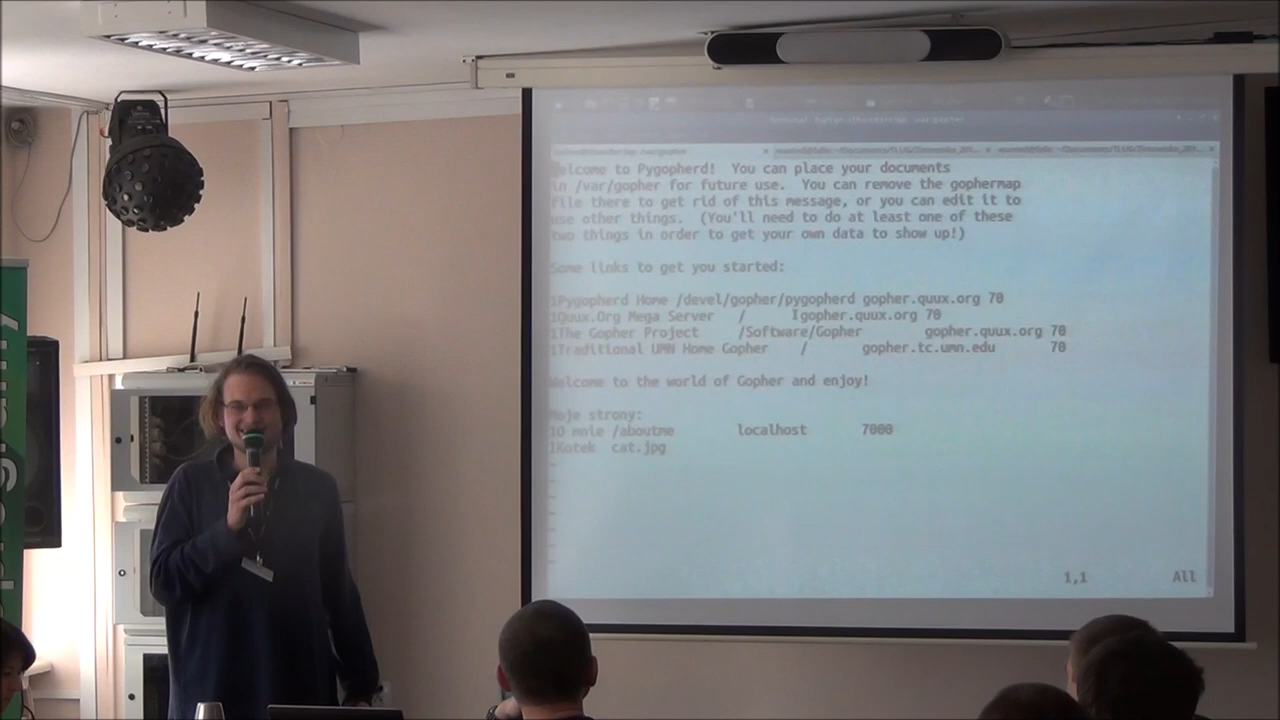 Welcome to Pygopherd! You can place your documents
in /var/gopher for future use. You can remove the gophermap
file there to get rid of this message, or you can edit it to
use other things. (You'll need to do at least one of these
two things in order to get your own data to show up!)
Some links to get you started:
1Pygopherd Home /devel/gopher/pygopherd gopher.quux.org 70
1Quux.Org Mega Server / gopher.quux.org 70
1The Gopher Project /Software/Gopher gopher.quux.org 70
1Traditional UMN Home Gopher / gopher.tc.umn.edu 70
Welcome to the world of Gopher and enjoy!
Moje strony:
1O mnie /aboutme localhost 7000
IKotek cat.jpg
~
~
~
~
~
~
~
1,1 All